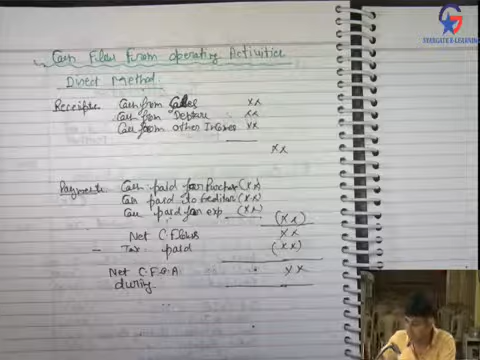 Cash Flow From operating Activities
Direct Method
Receipts Cash from Sales xx
Cash from Debtors xx
Cash from other Incomes xx
xx
Payments Cash paid for Purchase (xx)
Cash paid to Creditors (xx)
Cash paid for exp (xx) (xx)
Net C. Flows xx
- Tax paid (xx)
Net C.F.O.A. xx
during